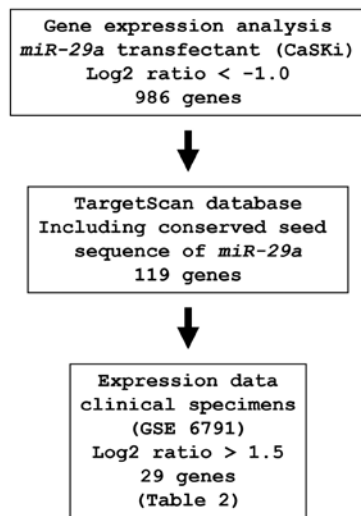 Gene expression analysis
miR-29a transfectant (CaSKi)
Log2 ratio < -1.0
986 genes
TargetScan database
Including conserved seed
sequence of miR-29a
119 genes
Expression data
clinical specimens
(GSE 6791)
Log2 ratio > 1.5
29 genes
(Table 2)